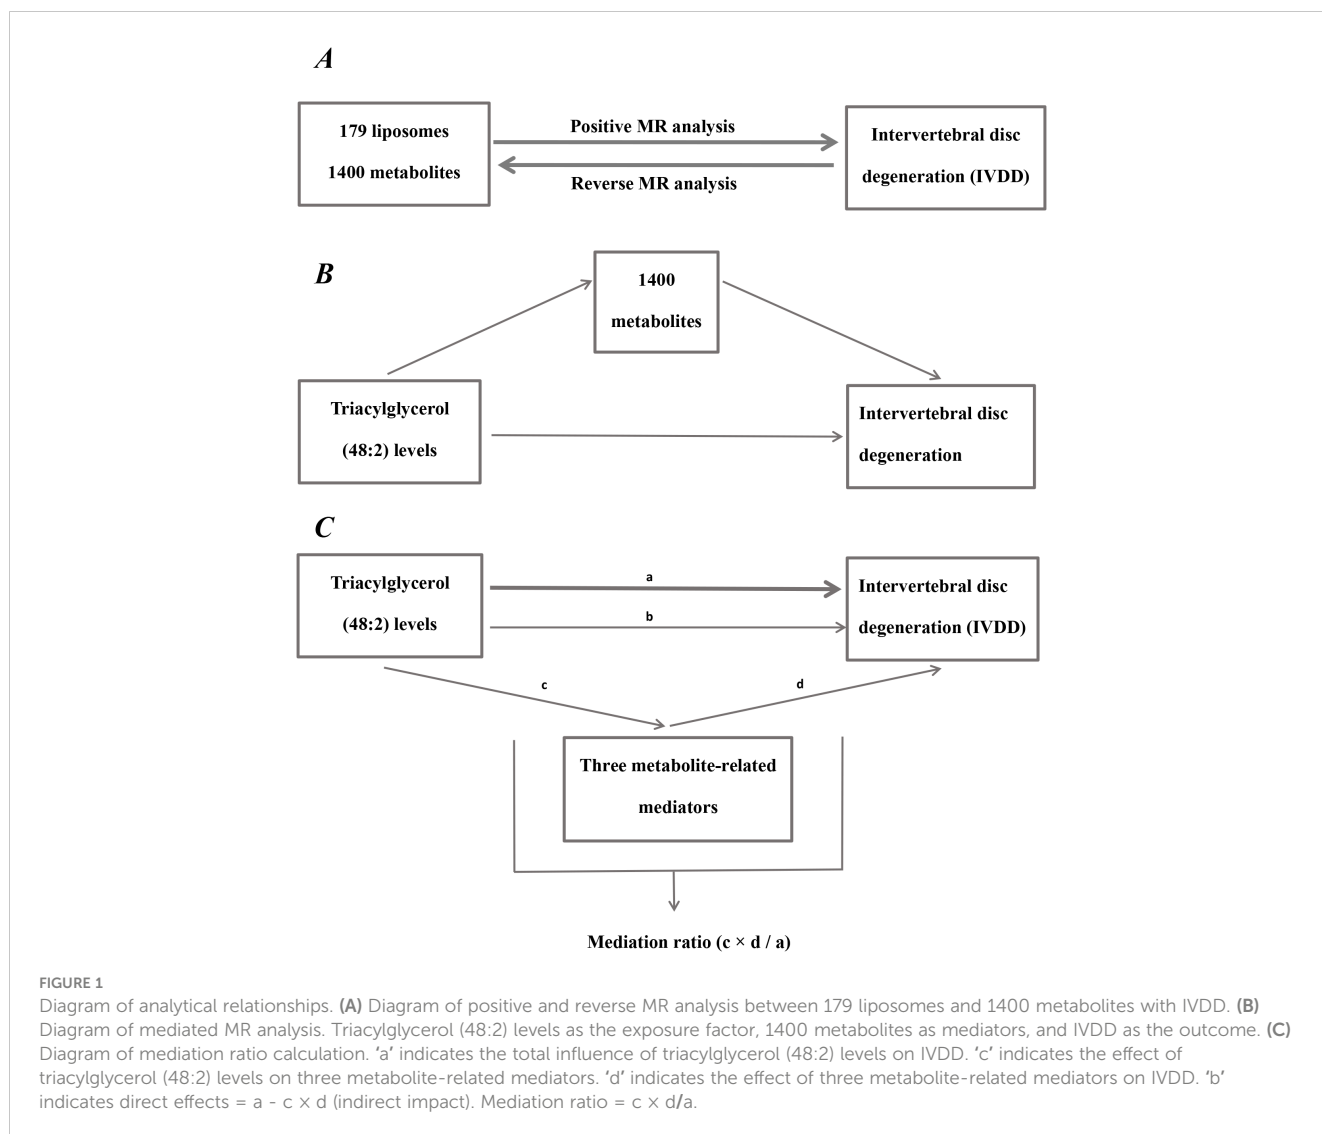 A
179 liposomes
1400 metabolites
Positive MR analysis
Reverse MR analysis
Intervertebral disc
degeneration (IVDD)
B
1400
metabolites
Triacylglycerol
(48:2) levels
Intervertebral disc
degeneration
C
Triacylglycerol
(48:2) levels
a
b
Intervertebral disc
degeneration (IVDD)
c
d
Three metabolite-related
mediators
Mediation ratio (c × d / a)
FIGURE 1
Diagram of analytical relationships. (A) Diagram of positive and reverse MR analysis between 179 liposomes and 1400 metabolites with IVDD. (B)
Diagram of mediated MR analysis. Triacylglycerol (48:2) levels as the exposure factor, 1400 metabolites as mediators, and IVDD as the outcome. (C)
Diagram of mediation ratio calculation. 'a' indicates the total influence of triacylglycerol (48:2) levels on IVDD. 'c' indicates the effect of
triacylglycerol (48:2) levels on three metabolite-related mediators. 'd' indicates the effect of three metabolite-related mediators on IVDD. 'b'
indicates direct effects = a - c × d (indirect impact). Mediation ratio = c × d/a.